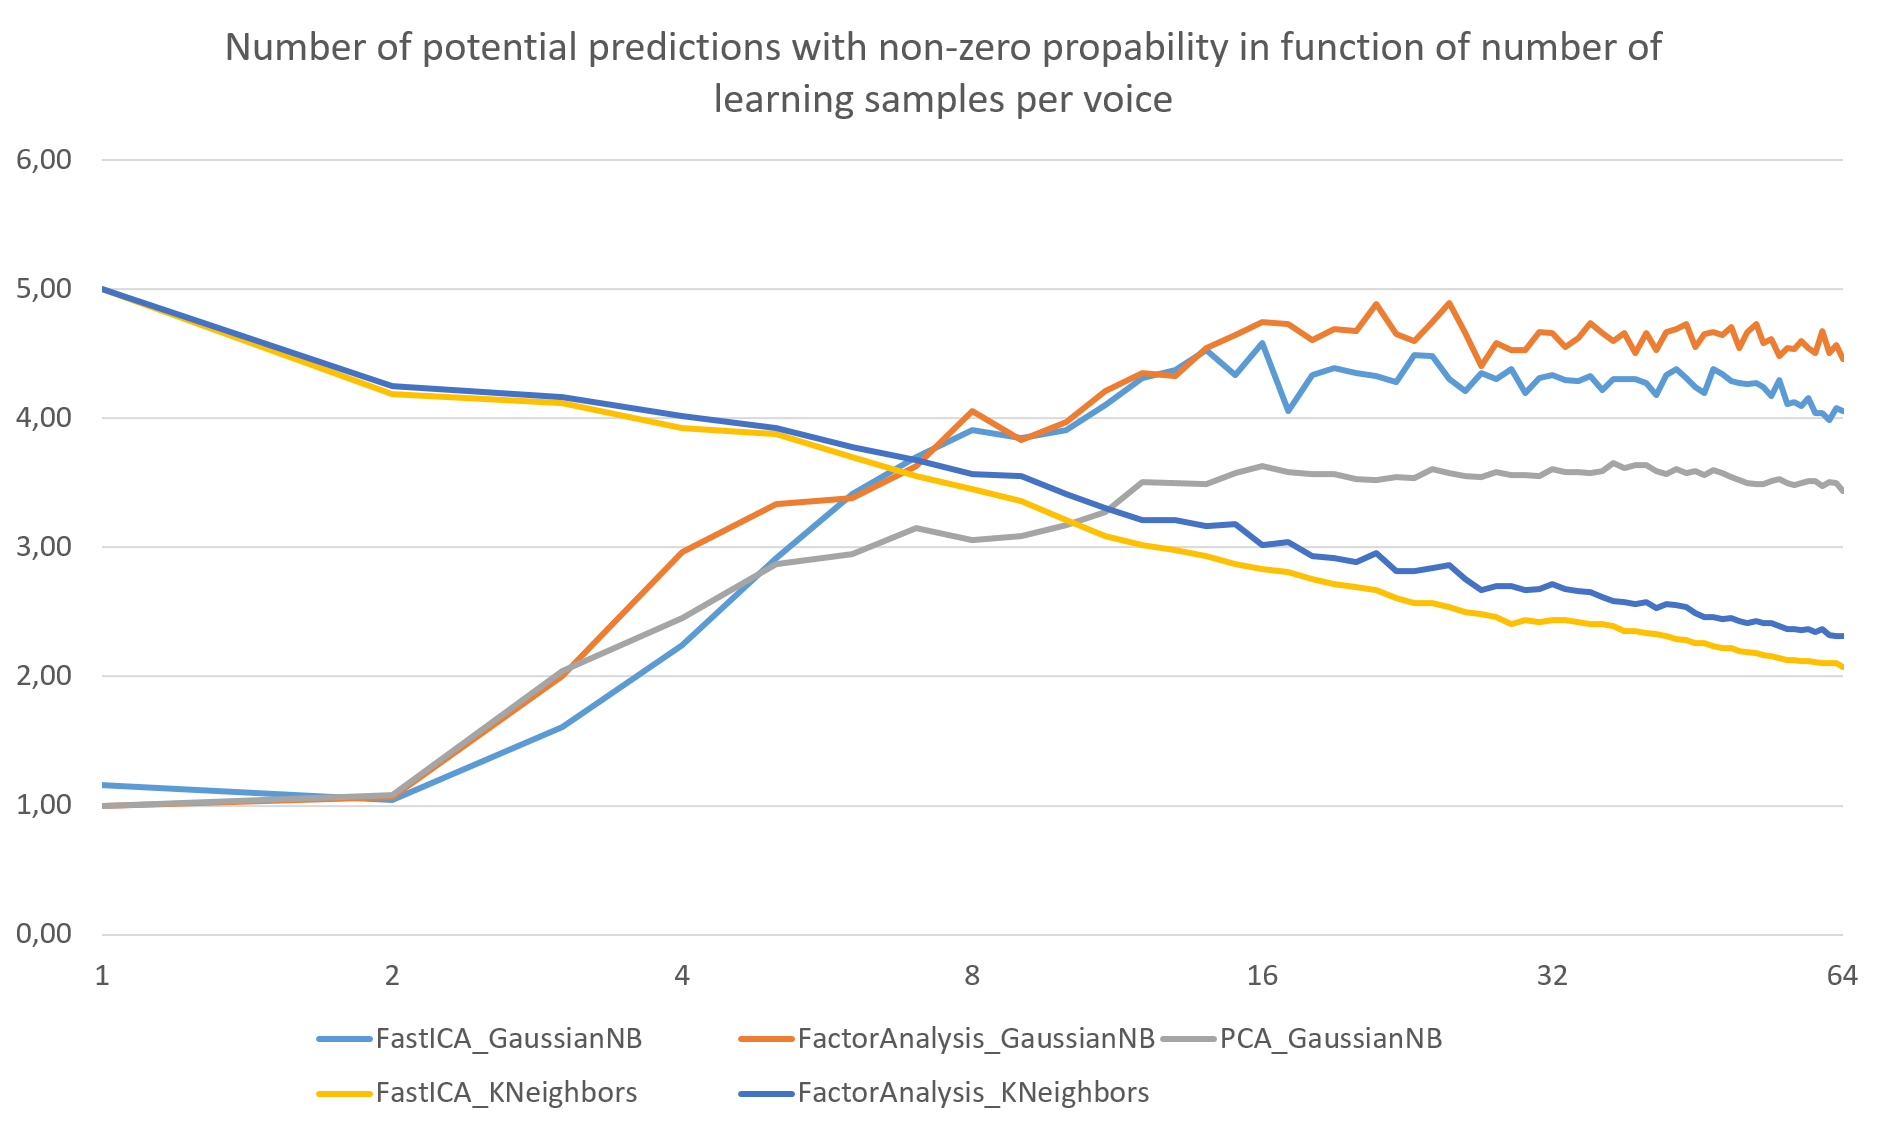 Number of potential predictions with non-zero propability in function of number of
learning samples per voice
6,00
5,00
4,00
3,00
2,00
1,00
0,00
1 2 4 8 16 32 64
FastICA_GaussianNB FactorAnalysis_GaussianNB PCA_GaussianNB
FastICA_KNeighbors FactorAnalysis_KNeighbors